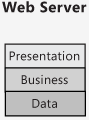 Web Server
Presentation
Business
Data